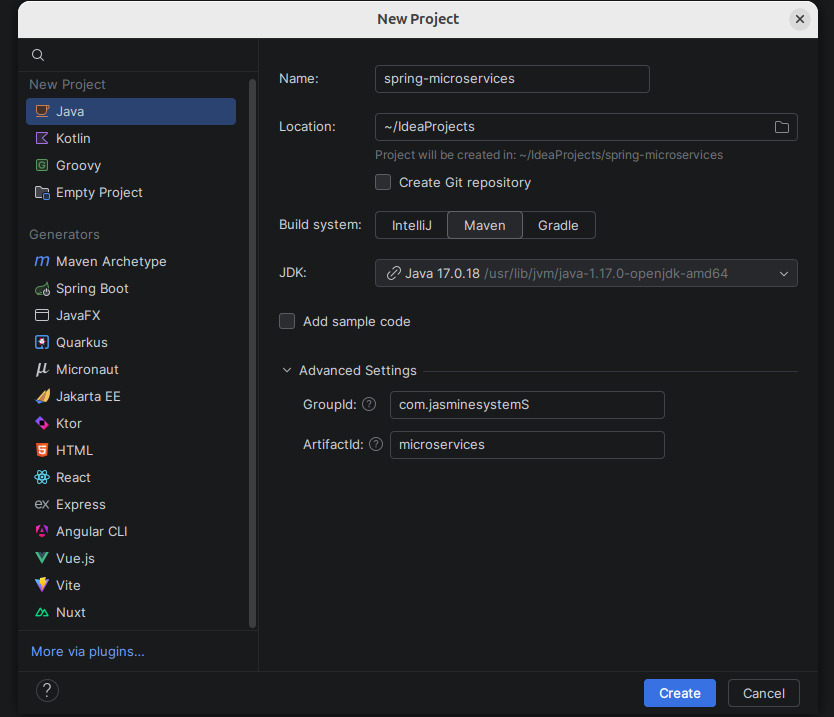 New Project
New Project
Java
Kotlin
Groovy
Empty Project
Generators
Maven Archetype
Spring Boot
JavaFX
Quarkus
Micronaut
Jakarta EE
Ktor
HTML
React
Express
Angular CLI
Vue.js
Vite
Nuxt
More via plugins...
Name: spring-microservices
Location: ~/IdeaProjects
Project will be created in: ~/IdeaProjects/spring-microservices
Create Git repository
Build system: IntelliJ Maven Gradle
JDK: Java 17.0.18 /usr/lib/jvm/java-1.17.0-openjdk-amd64
Add sample code
Advanced Settings
GroupId: ? com.jasminesystemS
ArtifactId: ? microservices
? Create Cancel